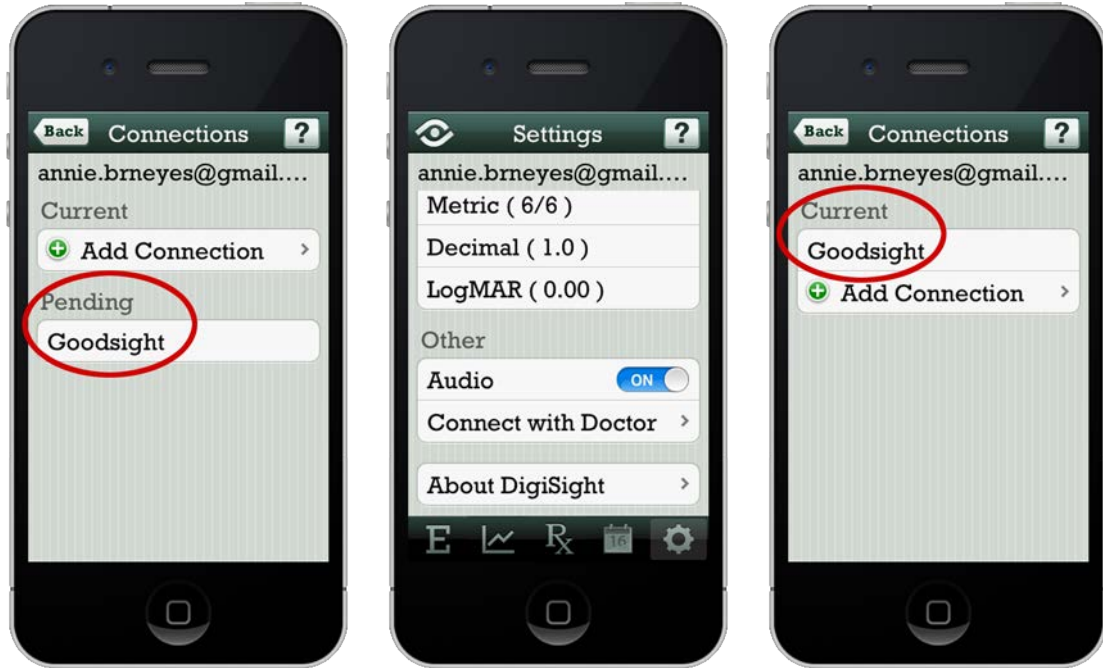 Back Connections ?
annie.brneyes@gmail....
Current
Add Connection >
Pending
Goodsight
Settings ?
annie.brneyes@gmail....
Metric ( 6/6 )
Decimal ( 1.0 )
LogMAR ( 0.00 )
Other
Audio ON
Connect with Doctor >
About DigiSight >
E Rx 16
Back Connections ?
annie.brneyes@gmail....
Current
Goodsight
Add Connection >